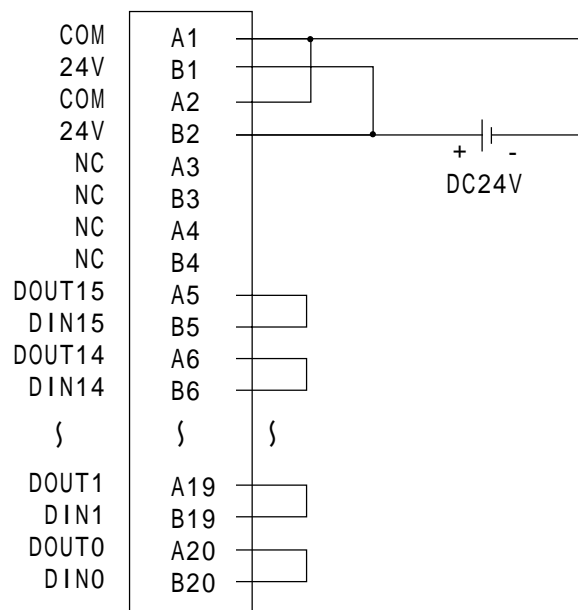 COM A1
24V B1
COM A2
24V B2
+ -
NC A3
DC24V
NC B3
NC A4
NC B4
DOUT15 A5
DIN15 B5
DOUT14 A6
DIN14 B6
DOUT1 A19
DIN1 B19
DOUT0 A20
DIN0 B20